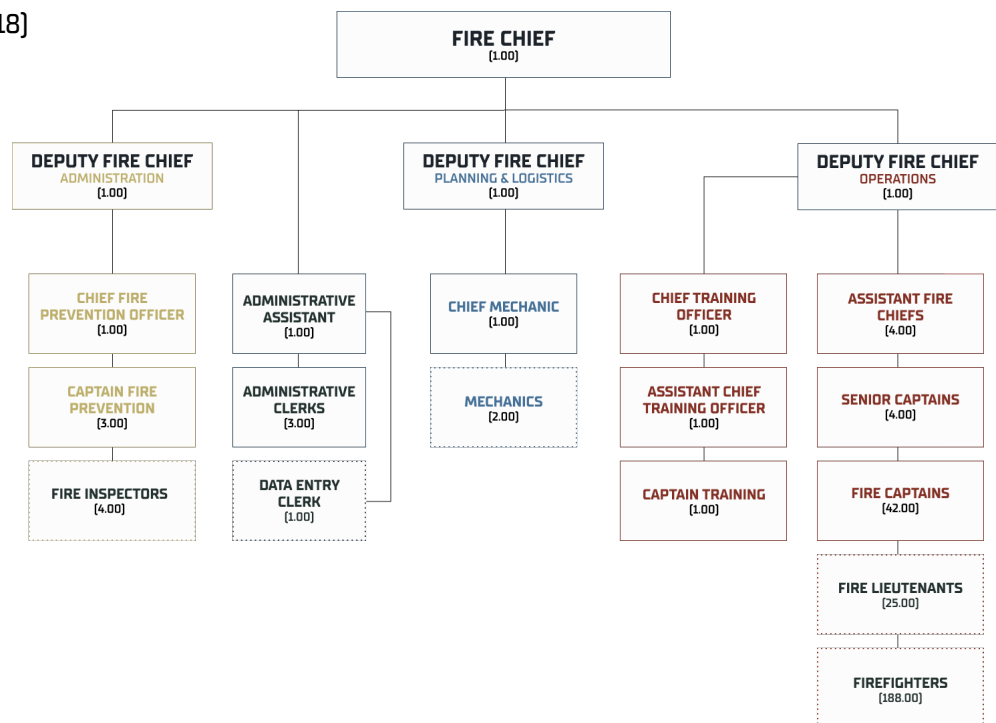 18)
FIRE CHIEF
(1.00)
DEPUTY FIRE CHIEF
ADMINISTRATION
(1.00)
DEPUTY FIRE CHIEF
PLANNING & LOGISTICS
(1.00)
DEPUTY FIRE CHIEF
OPERATIONS
(1.00)
CHIEF FIRE
PREVENTION OFFICER
(1.00)
CAPTAIN FIRE
PREVENTION
(3.00)
FIRE INSPECTORS
(4.00)
ADMINISTRATIVE
ASSISTANT
(1.00)
ADMINISTRATIVE
CLERKS
(3.00)
DATA ENTRY
CLERK
(1.00)
CHIEF MECHANIC
(1.00)
MECHANICS
(2.00)
CHIEF TRAINING
OFFICER
(1.00)
ASSISTANT CHIEF
TRAINING OFFICER
(1.00)
CAPTAIN TRAINING
(1.00)
ASSISTANT FIRE
CHIEFS
(4.00)
SENIOR CAPTAINS
(4.00)
FIRE CAPTAINS
(42.00)
FIRE LIEUTENANTS
(25.00)
FIREFIGHTERS
(188.00)